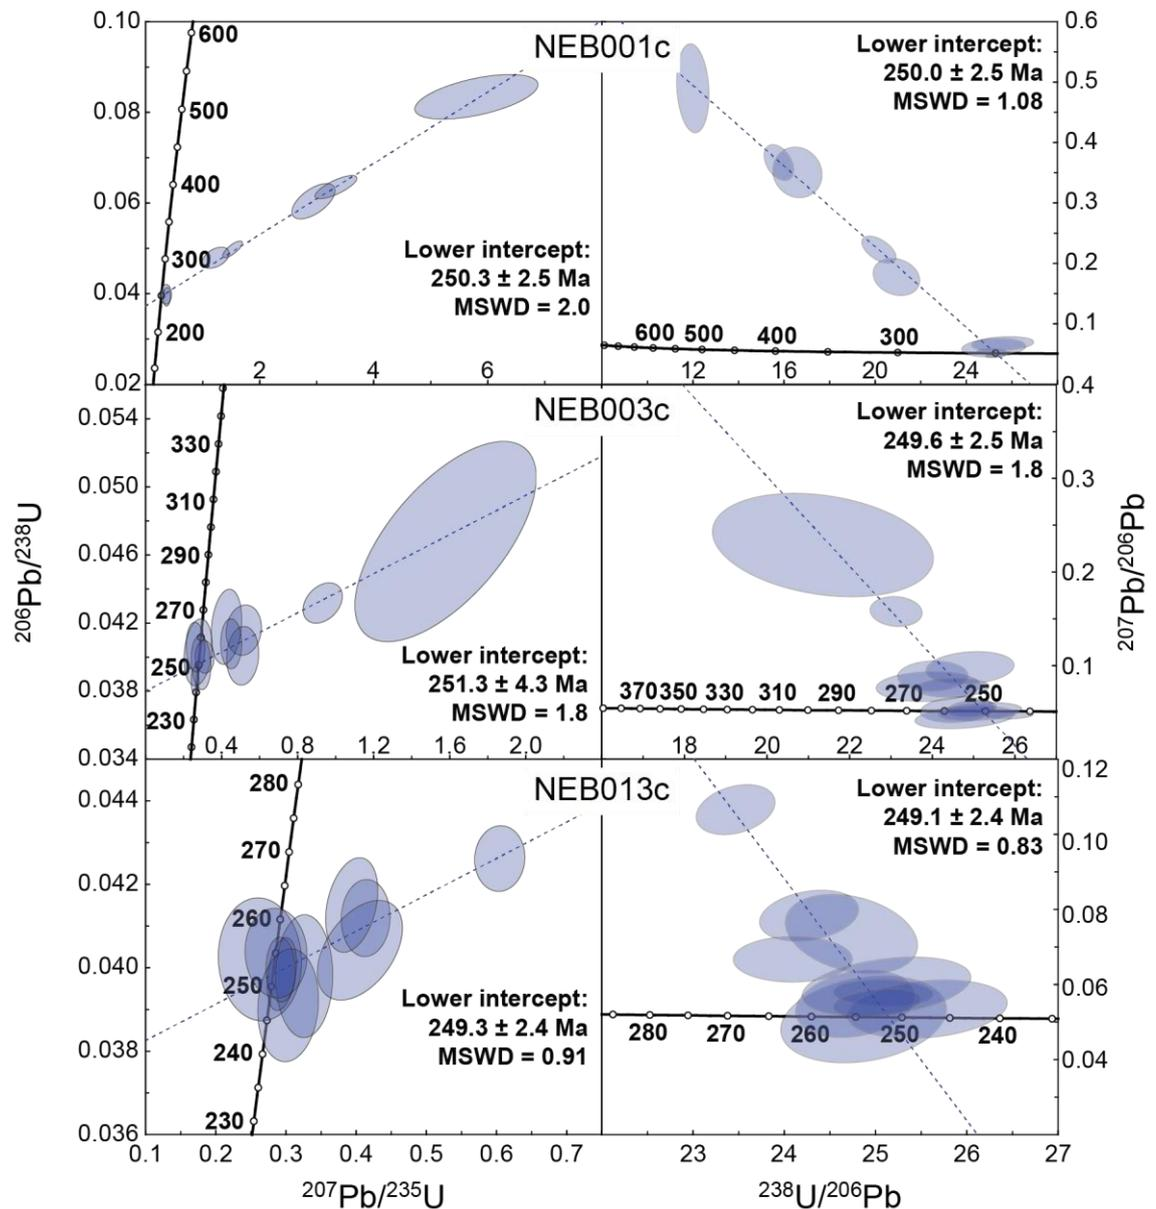 NEB001c
0.10
0.08
0.06
0.04
0.02
600
500
400
300
200
Lower intercept:
250.3 ± 2.5 Ma
MSWD = 2.0
2 4 6
Lower intercept:
250.0 ± 2.5 Ma
MSWD = 1.08
0.6
0.5
0.4
0.3
0.2
0.1
600 500 400 300
12 16 20 24
NEB003c
0.054
0.050
0.046
0.042
0.038
0.034
330
310
290
270
250
230
Lower intercept:
251.3 ± 4.3 Ma
MSWD = 1.8
0.4 0.8 1.2 1.6 2.0
Lower intercept:
249.6 ± 2.5 Ma
MSWD = 1.8
0.4
0.3
0.2
0.1
370 350 330 310 290 270 250
18 20 22 24 26
206Pb/238U
207Pb/206Pb
NEB013c
0.044
0.042
0.040
0.038
0.036
280
270
260
250
240
230
Lower intercept:
249.3 ± 2.4 Ma
MSWD = 0.91
0.1 0.2 0.3 0.4 0.5 0.6 0.7
Lower intercept:
249.1 ± 2.4 Ma
MSWD = 0.83
0.12
0.10
0.08
0.06
0.04
280 270 260 250 240
23 24 25 26 27
207Pb/235U
238U/206Pb